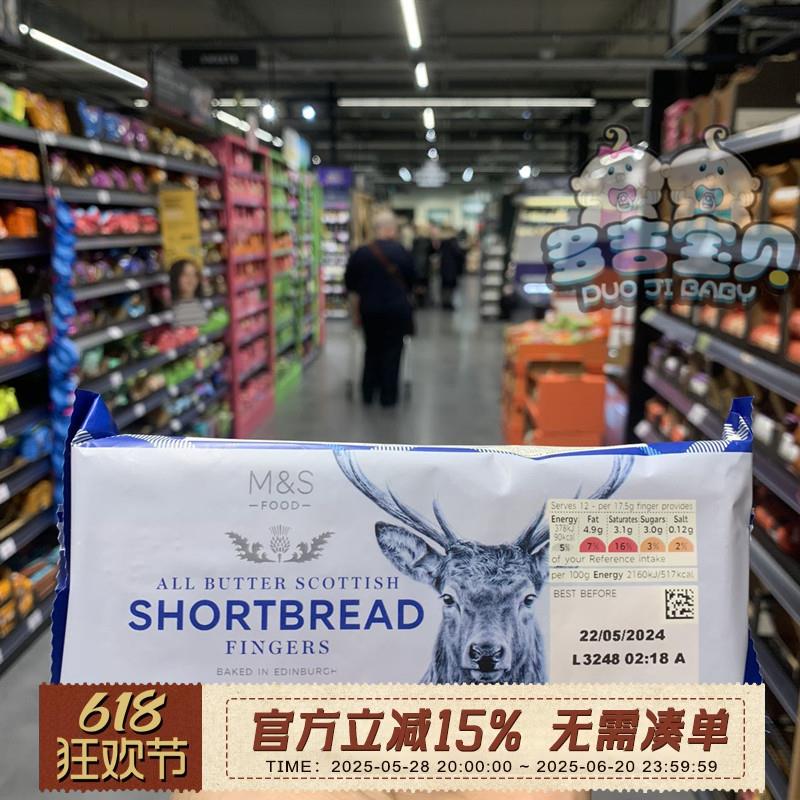 多吉宝贝
DUO JI BABY
M&S
FOOD
ALL BUTTER SCOTTISH
SHORTBREAD
FINGERS
BAKED IN EDINBURGH
Serves 12 - per 17.5g finger provides
Energy Fat Saturates Sugars Salt
378KJ 4.9g 3.1g 3.0g 0.12g
90kcal
5% 7% 16% 3% 2%
of your Reference intake
per 100g Energy 2160kJ/517kcal
BEST BEFORE
22/05/2024
L3248 02:18 A
618
狂欢节
官方立减15% 无需凑单
TIME: 2025-05-28 20:00:00 ~ 2025-06-20 23:59:59